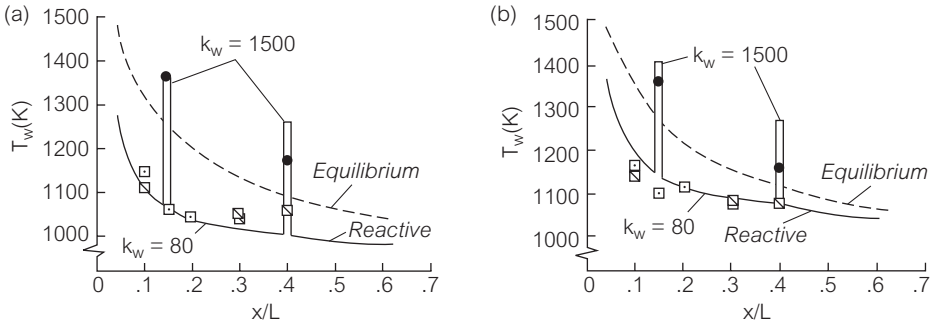 (a)
1500
1400
1300
1200
1100
1000
T_w(K)
k_w = 1500
Equilibrium
Reactive
k_w = 80
0 .1 .2 .3 .4 .5 .6 .7
x/L
(b)
1500
1400
1300
1200
1100
1000
T_w(K)
k_w = 1500
Equilibrium
k_w = 80
Reactive
0 .1 .2 .3 .4 .5 .6 .7
x/L